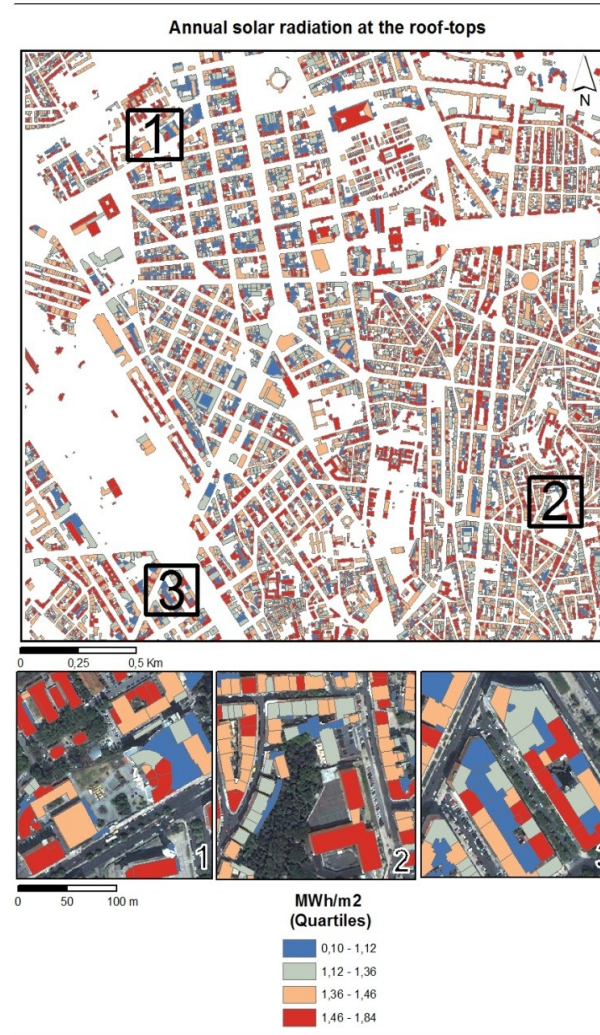 Annual solar radiation at the roof-tops
N
1
2
3
0 0,25 0,5 Km
1
2
3
0 50 100 m
MWh/m2
(Quartiles)
0,10 - 1,12
1,12 - 1,36
1,36 - 1,46
1,46 - 1,84